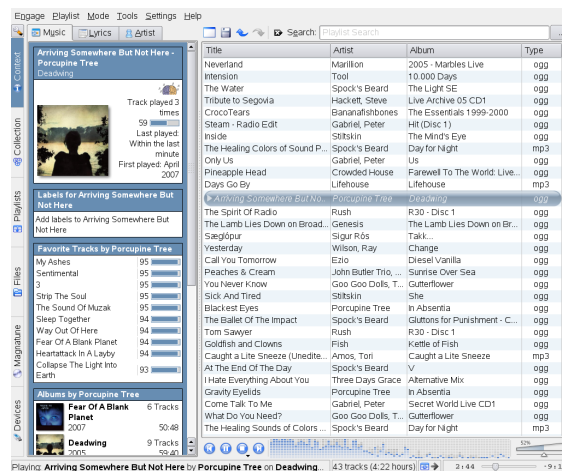 Engage Playlist Mode Tools Settings Help
Music Lyrics Artist
Search: Playlist Search ...
Context
Collection
Playlists
Files
Magnatune
Devices
Arriving Somewhere But Not Here -
Porcupine Tree
Deadwing
Track played 3
times
59
Last played:
Within the last
minute
First played: April
2007
Labels for Arriving Somewhere But
Not Here
Add labels to Arriving Somewhere But
Not Here
Favorite Tracks by Porcupine Tree
My Ashes 95
Sentimental 95
3 95
Strip The Soul 95
The Sound Of Muzak 95
Sleep Together 94
Way Out Of Here 94
Fear Of A Blank Planet 94
Heartattack In A Layby 94
Collapse The Light Into
Earth 93
Albums by Porcupine Tree
Fear Of A Blank
Planet 6 Tracks
2007 50:48
Deadwing 9 Tracks
2005 59:40
Title Artist Album Type
Neverland Marillion 2005 - Marbles Live ogg
Intension Tool 10.000 Days ogg
The Water Spock's Beard The Light SE ogg
Tribute to Segovia Hackett, Steve Live Archive 05 CD1 ogg
CrocoTears Bananafishbones The Essentials 1999-2000 ogg
Steam - Radio Edit Gabriel, Peter Hit (Disc 1) ogg
Inside Stiltskin The Mind's Eye ogg
The Healing Colors of Sound P... Spock's Beard Day for Night mp3
Only Us Gabriel, Peter Us ogg
Pineapple Head Crowded House Farewell To The World: Live... ogg
Days Go By Lifehouse Lifehouse mp3
Arriving Somewhere But No... Porcupine Tree Deadwing ogg
The Spirit Of Radio Rush R30 - Disc 1 ogg
The Lamb Lies Down on Broad... Genesis The Lamb Lies Down on Br... ogg
Sæglópur Sigur Rós Takk... ogg
Yesterday Wilson, Ray Change ogg
Call You Tomorrow Ezio Diesel Vanilla ogg
Peaches & Cream John Butler Trio, ... Sunrise Over Sea ogg
You Never Know Goo Goo Dolls, T... Gutterflower ogg
Sick And Tired Stiltskin She ogg
Blackest Eyes Porcupine Tree In Absentia ogg
The Ballet Of The Impact Spock's Beard Gluttons for Punishment - C... ogg
Tom Sawyer Rush R30 - Disc 1 ogg
Goldfish and Clowns Fish Kettle of Fish ogg
Caught a Lite Sneeze (Unedite... Amos, Tori Caught a Lite Sneeze mp3
At The End Of The Day Spock's Beard V ogg
I Hate Everything About You Three Days Grace Alternative Mix ogg
Gravity Eyelids Porcupine Tree In Absentia ogg
Come Talk To Me Gabriel, Peter Secret World Live CD1 ogg
What Do You Need? Goo Goo Dolls, T... Gutterflower ogg
The Healing Sounds of Colors ... Spock's Beard Day for Night mp3
52%
Playing: Arriving Somewhere But Not Here by Porcupine Tree on Deadwing... 43 tracks (4:22 hours) 2:44